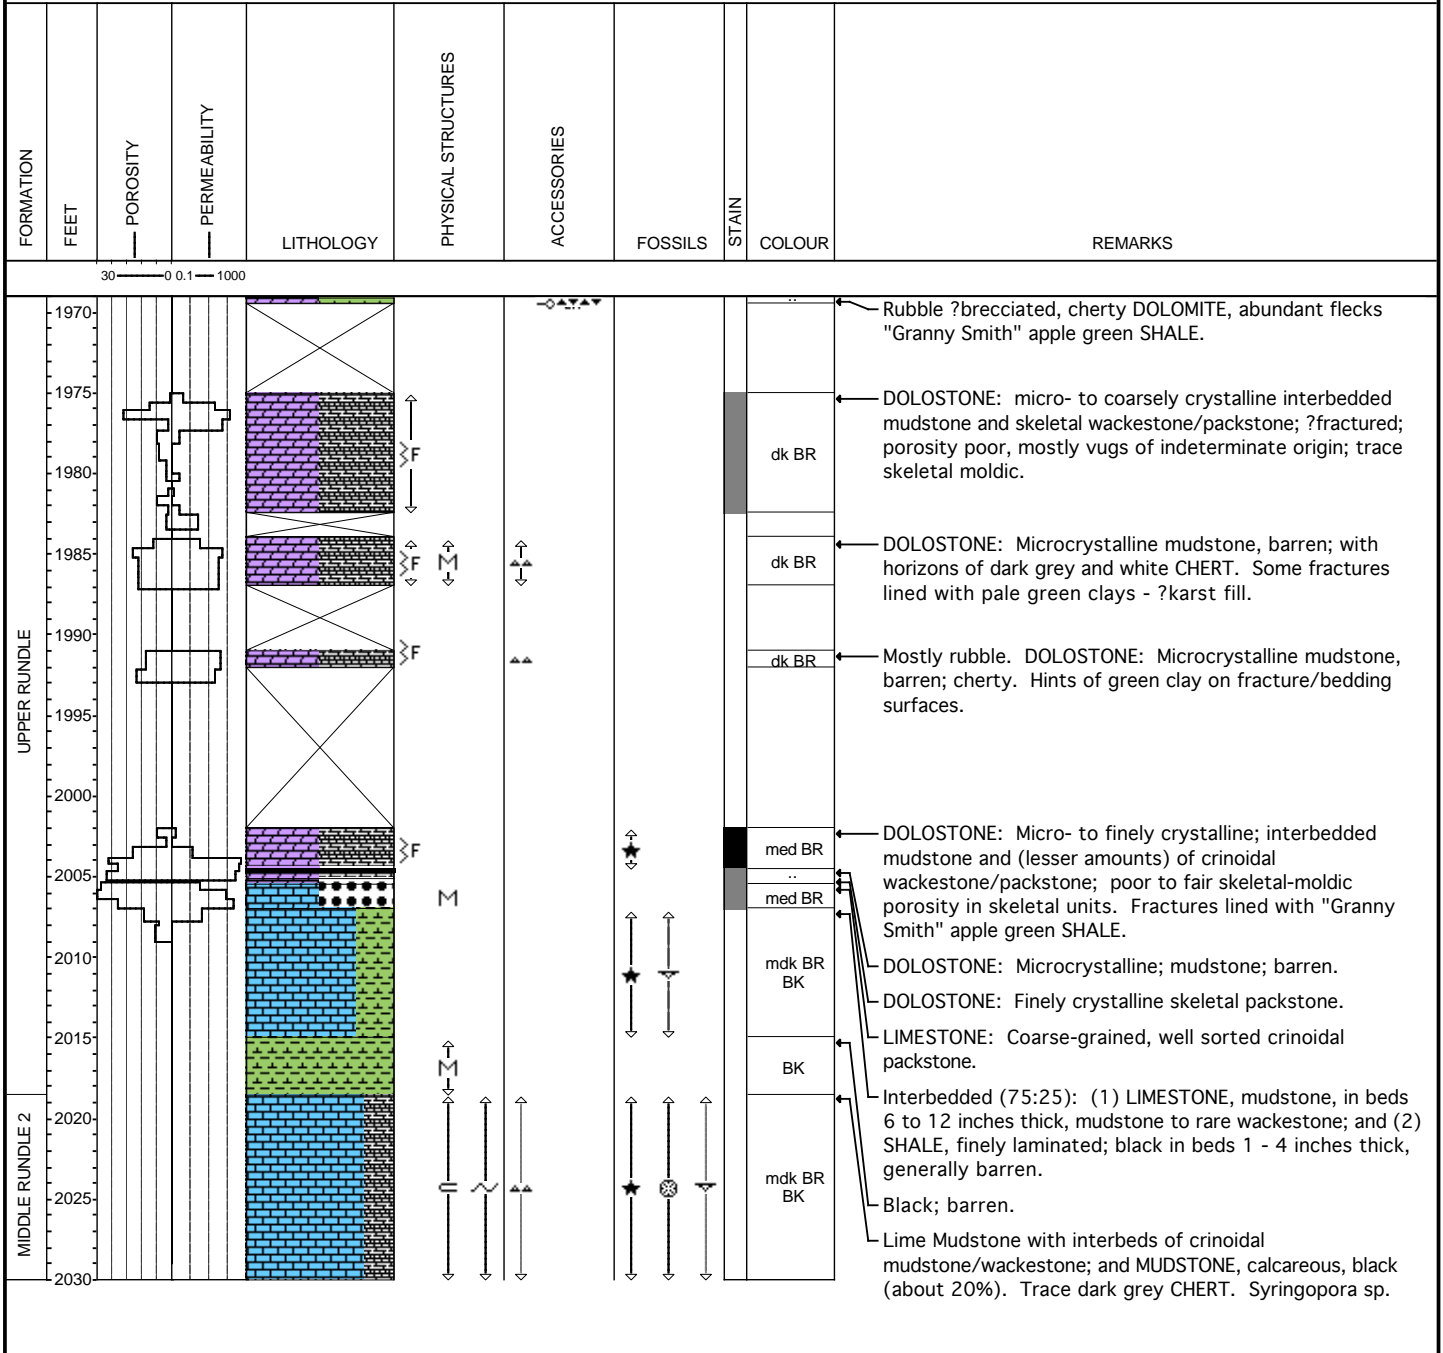 FORMATION
FEET
POROSITY
PERMEABILITY
LITHOLOGY
PHYSICAL STRUCTURES
ACCESSORIES
FOSSILS
STAIN
COLOUR
REMARKS
30 0 0.1 1000
1970
1975
1980
1985
1990
1995
2000
2005
2010
2015
2020
2025
2030
UPPER RUNDLE
MIDDLE RUNDLE 2
F
F
M
F
F
M
M
dk BR
dk BR
dk BR
med BR
..
med BR
mdk BR
BK
BK
mdk BR
BK
Rubble ?brecciated, cherty DOLOMITE, abundant flecks
"Granny Smith" apple green SHALE.
DOLOSTONE: micro- to coarsely crystalline interbedded
mudstone and skeletal wackestone/packstone; ?fractured;
porosity poor, mostly vugs of indeterminate origin; trace
skeletal moldic.
DOLOSTONE: Microcrystalline mudstone, barren; with
horizons of dark grey and white CHERT. Some fractures
lined with pale green clays - ?karst fill.
Mostly rubble. DOLOSTONE: Microcrystalline mudstone,
barren; cherty. Hints of green clay on fracture/bedding
surfaces.
DOLOSTONE: Micro- to finely crystalline; interbedded
mudstone and (lesser amounts) of crinoidal
wackestone/packstone; poor to fair skeletal-moldic
porosity in skeletal units. Fractures lined with "Granny
Smith" apple green SHALE.
DOLOSTONE: Microcrystalline; mudstone; barren.
DOLOSTONE: Finely crystalline skeletal packstone.
LIMESTONE: Coarse-grained, well sorted crinoidal
packstone.
Interbedded (75:25): (1) LIMESTONE, mudstone, in beds
6 to 12 inches thick, mudstone to rare wackestone; and (2)
SHALE, finely laminated; black in beds 1 - 4 inches thick,
generally barren.
Black; barren.
Lime Mudstone with interbeds of crinoidal
mudstone/wackestone; and MUDSTONE, calcareous, black
(about 20%). Trace dark grey CHERT. Syringopora sp.